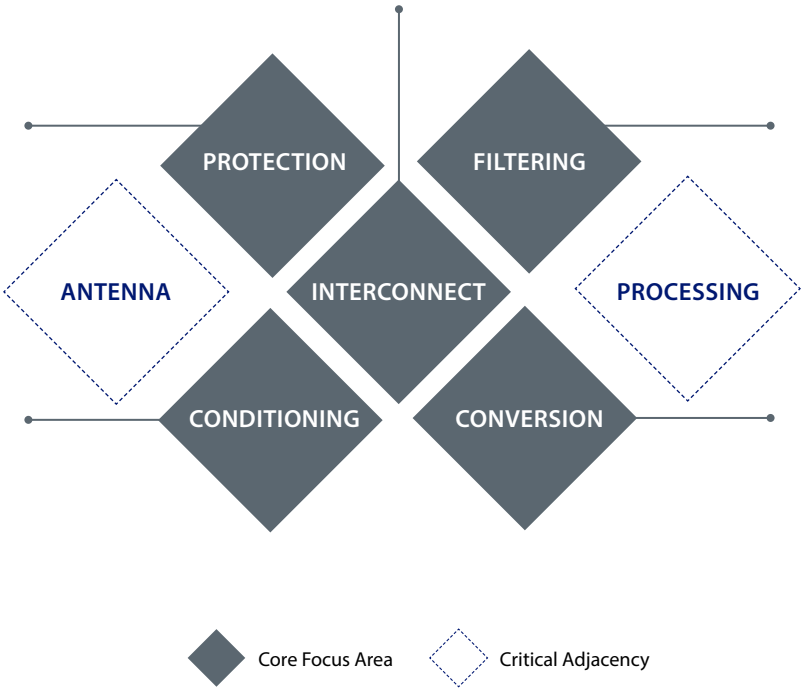 PROTECTION
FILTERING
ANTENNA
INTERCONNECT
PROCESSING
CONDITIONING
CONVERSION
Core Focus Area
Critical Adjacency